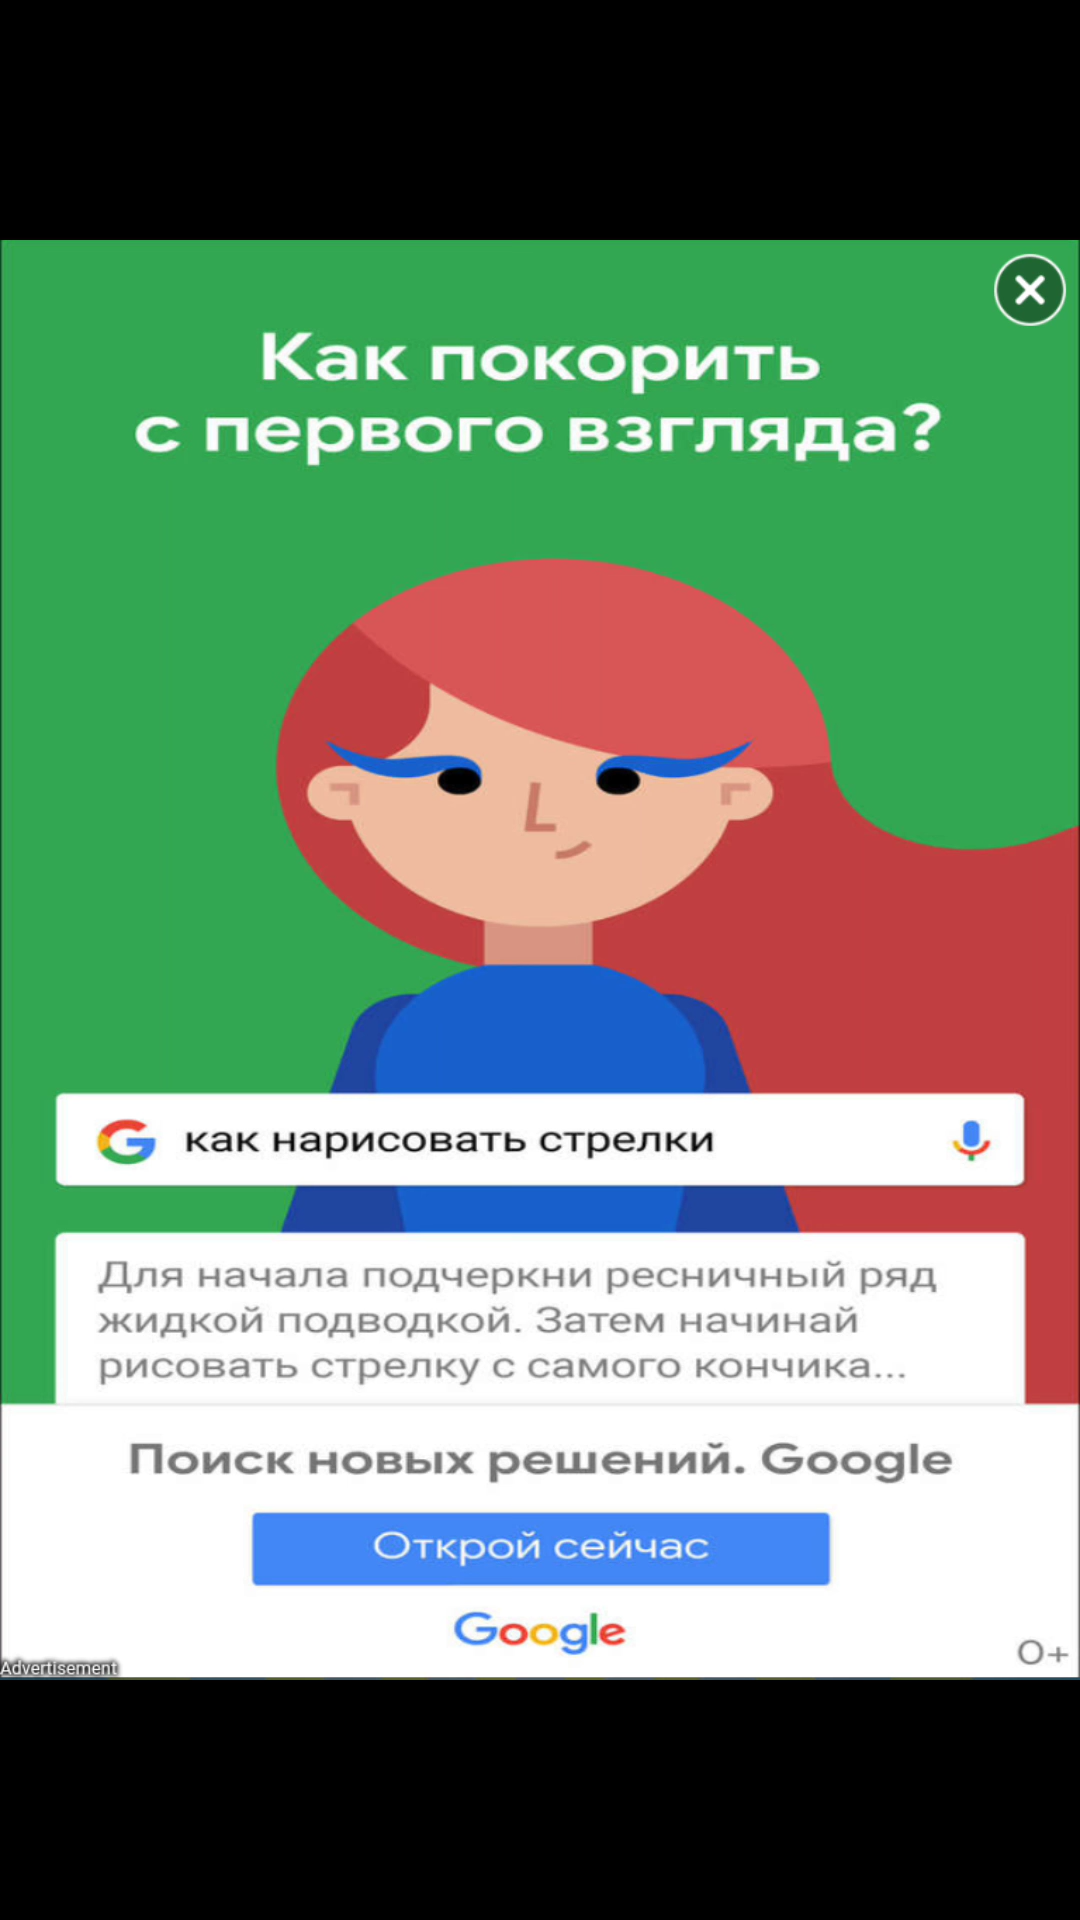 Как покорить
с первого взгляда?
как нарисовать стрелки
Для начала подчеркни ресничный ряд
жидкой подводкой. Затем начинай
рисовать стрелку с самого кончика...
Поиск новых решений. Google
Открой сейчас
Google
0+
Advertisement